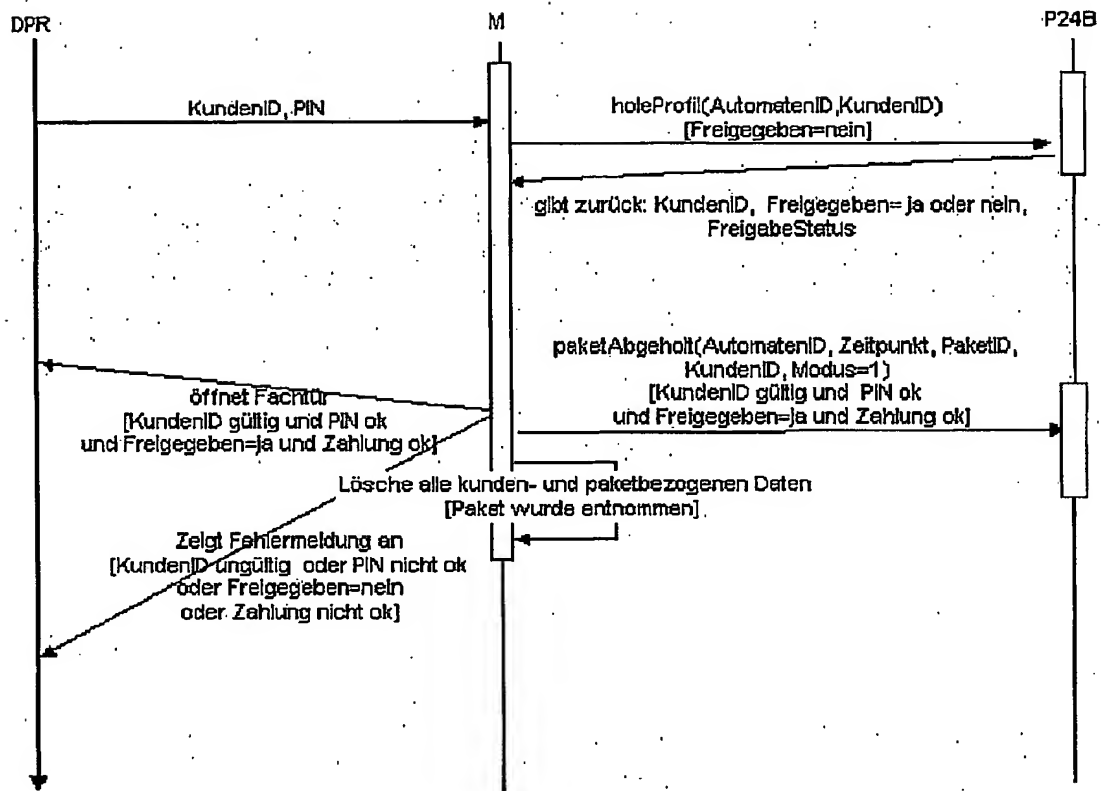 DPR
M
P24B
KundenID, PIN
holeProfil(AutomatenID,KundenID)
[Freigegeben=nein]
gibt zurück: KundenID, Freigegeben= ja oder nein,
FreigabeStatus
paketAbgeholt(AutomatenID, Zeitpunkt, PaketID,
KundenID, Modus=1)
[KundenID gültig und PIN ok
und Freigegeben=ja und Zahlung ok]
öffnet Fachtür
[KundenID gültig und PIN ok
und Freigegeben=ja und Zahlung ok]
Lösche alle kunden- und paketbezogenen Daten
[Paket wurde entnommen]
Zeigt Fehlermeldung an
[KundenID ungültig oder PIN nicht ok
oder Freigegeben=nein
oder Zahlung nicht ok]